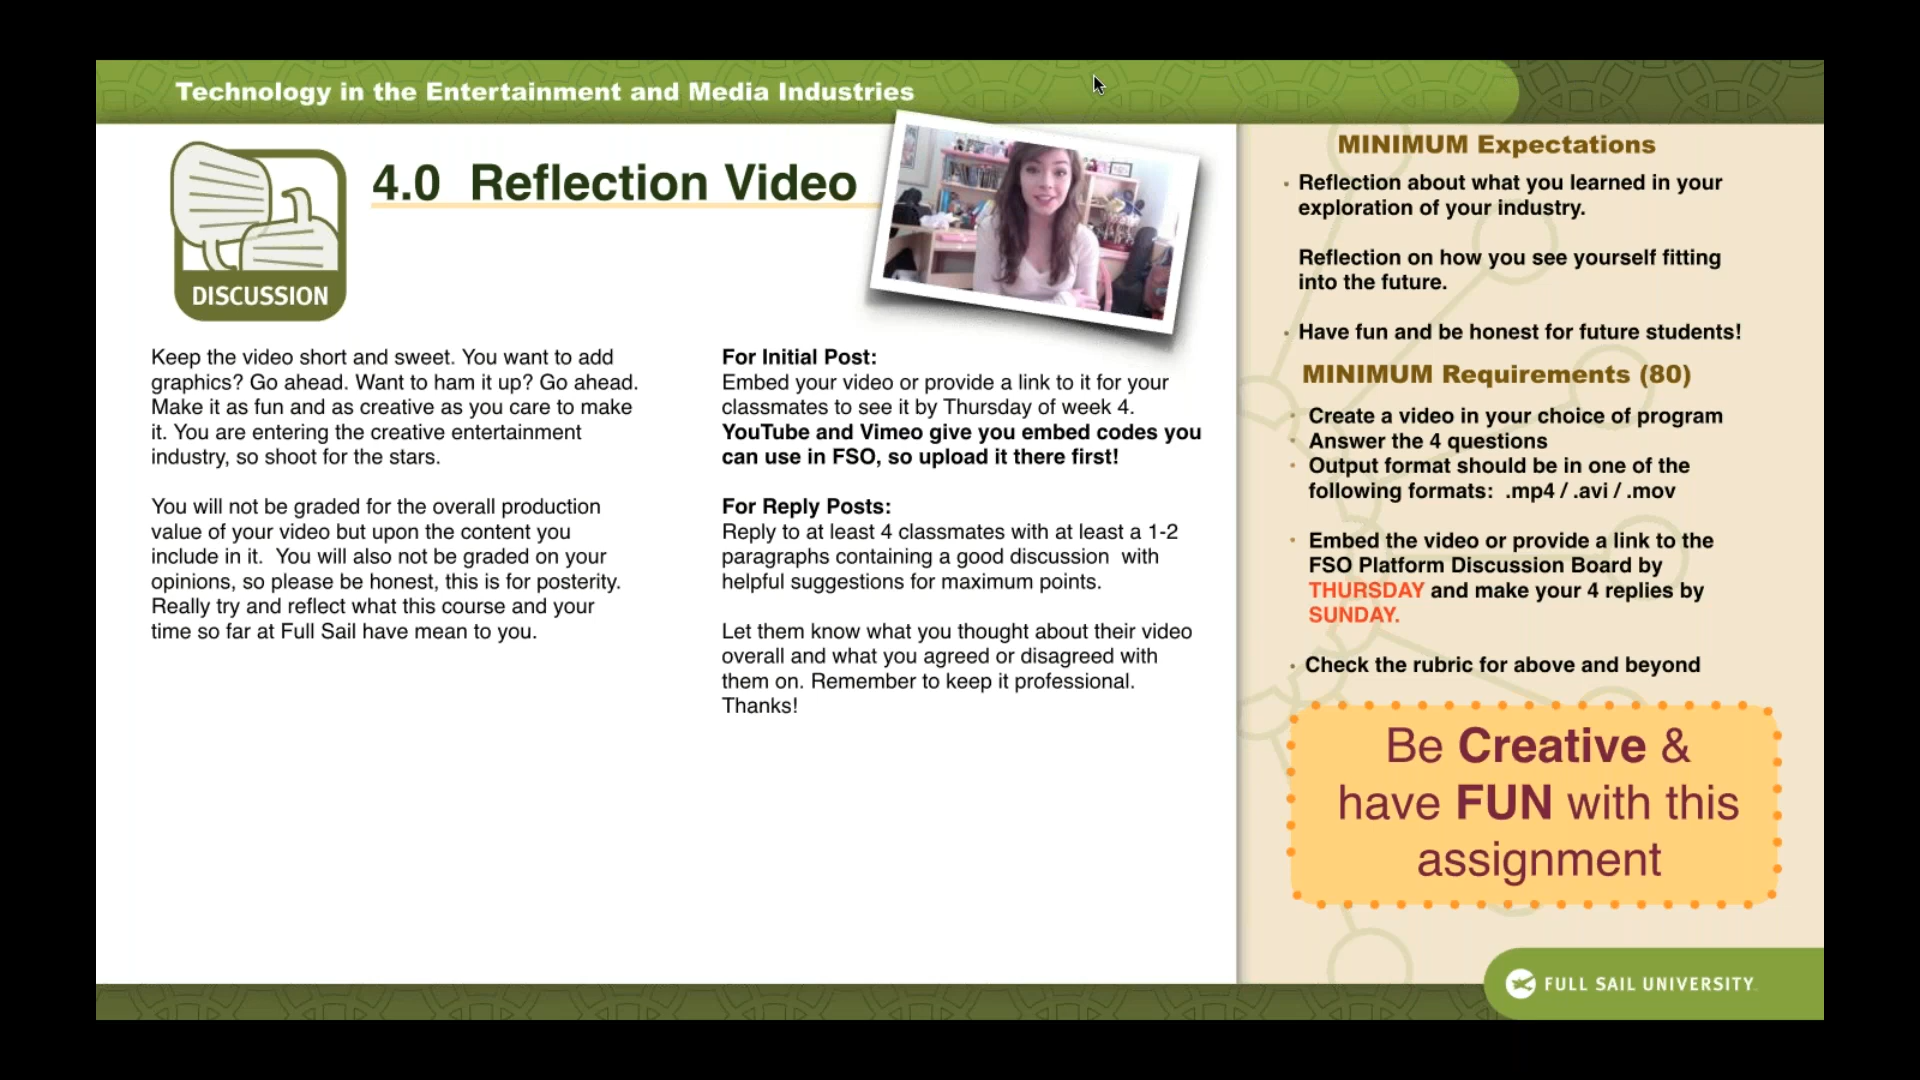 Technology in the Entertainment and Media Industries
DISCUSSION
4.0 Reflection Video
Keep the video short and sweet. You want to add
graphics? Go ahead. Want to ham it up? Go ahead.
Make it as fun and as creative as you care to make
it. You are entering the creative entertainment
industry, so shoot for the stars.
You will not be graded for the overall production
value of your video but upon the content you
include in it. You will also not be graded on your
opinions, so please be honest, this is for posterity.
Really try and reflect what this course and your
time so far at Full Sail have mean to you.
For Initial Post:
Embed your video or provide a link to it for your
classmates to see it by Thursday of week 4.
YouTube and Vimeo give you embed codes you
can use in FSO, so upload it there first!
For Reply Posts:
Reply to at least 4 classmates with at least a 1-2
paragraphs containing a good discussion with
helpful suggestions for maximum points.
Let them know what you thought about their video
overall and what you agreed or disagreed with
them on. Remember to keep it professional.
Thanks!
MINIMUM Expectations
Reflection about what you learned in your
exploration of your industry.
Reflection on how you see yourself fitting
into the future.
Have fun and be honest for future students!
MINIMUM Requirements (80)
Create a video in your choice of program
Answer the 4 questions
Output format should be in one of the
following formats: .mp4 / .avi / .mov
Embed the video or provide a link to the
FSO Platform Discussion Board by
THURSDAY and make your 4 replies by
SUNDAY.
Check the rubric for above and beyond
Be Creative &
have FUN with this
assignment
FULL SAIL UNIVERSITY